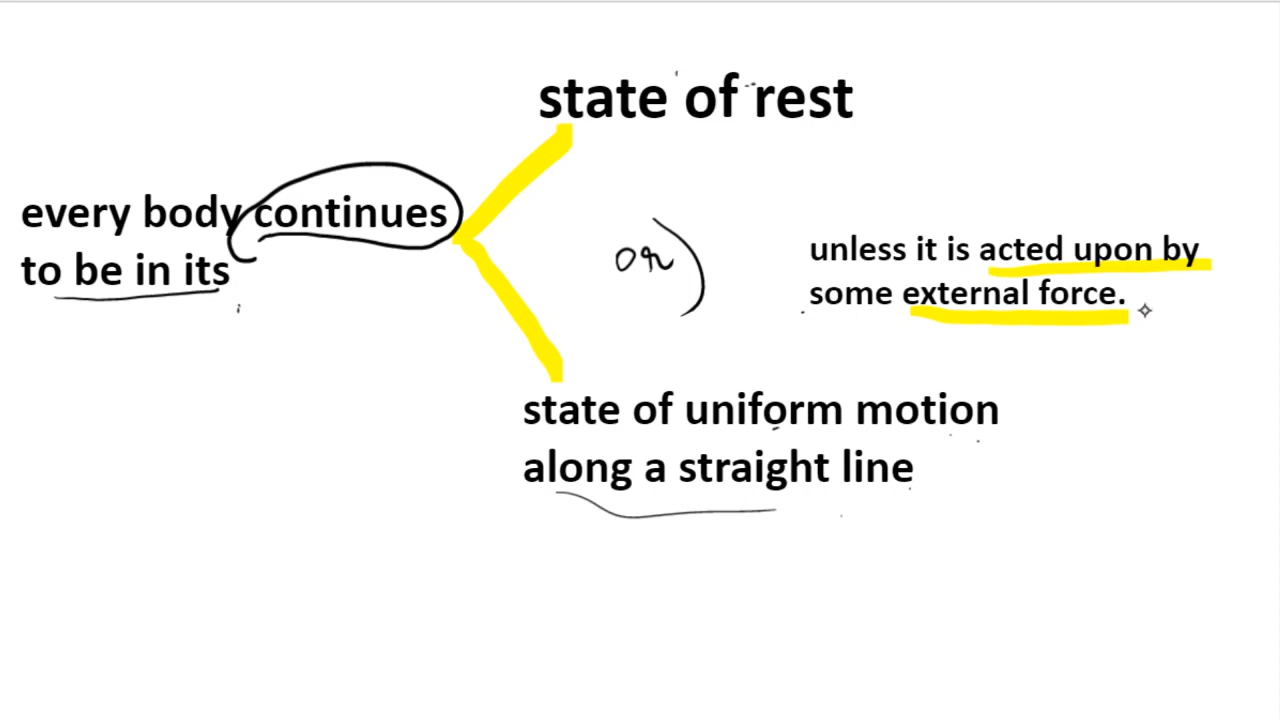 state of rest
every body continues
to be in its
or
unless it is acted upon by
some external force.
state of uniform motion
along a straight line